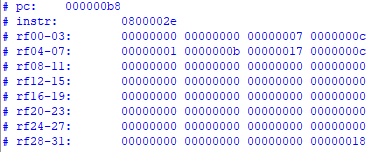 # pc:    000000b8
# instr:        0800002e
# rf00-03:      00000000 00000000 00000007 0000000c
# rf04-07:      00000001 0000000b 00000017 0000000c
# rf08-11:      00000000 00000000 00000000 00000000
# rf12-15:      00000000 00000000 00000000 00000000
# rf16-19:      00000000 00000000 00000000 00000000
# rf20-23:      00000000 00000000 00000000 00000000
# rf24-27:      00000000 00000000 00000000 00000000
# rf28-31:      00000000 00000000 00000000 00000018